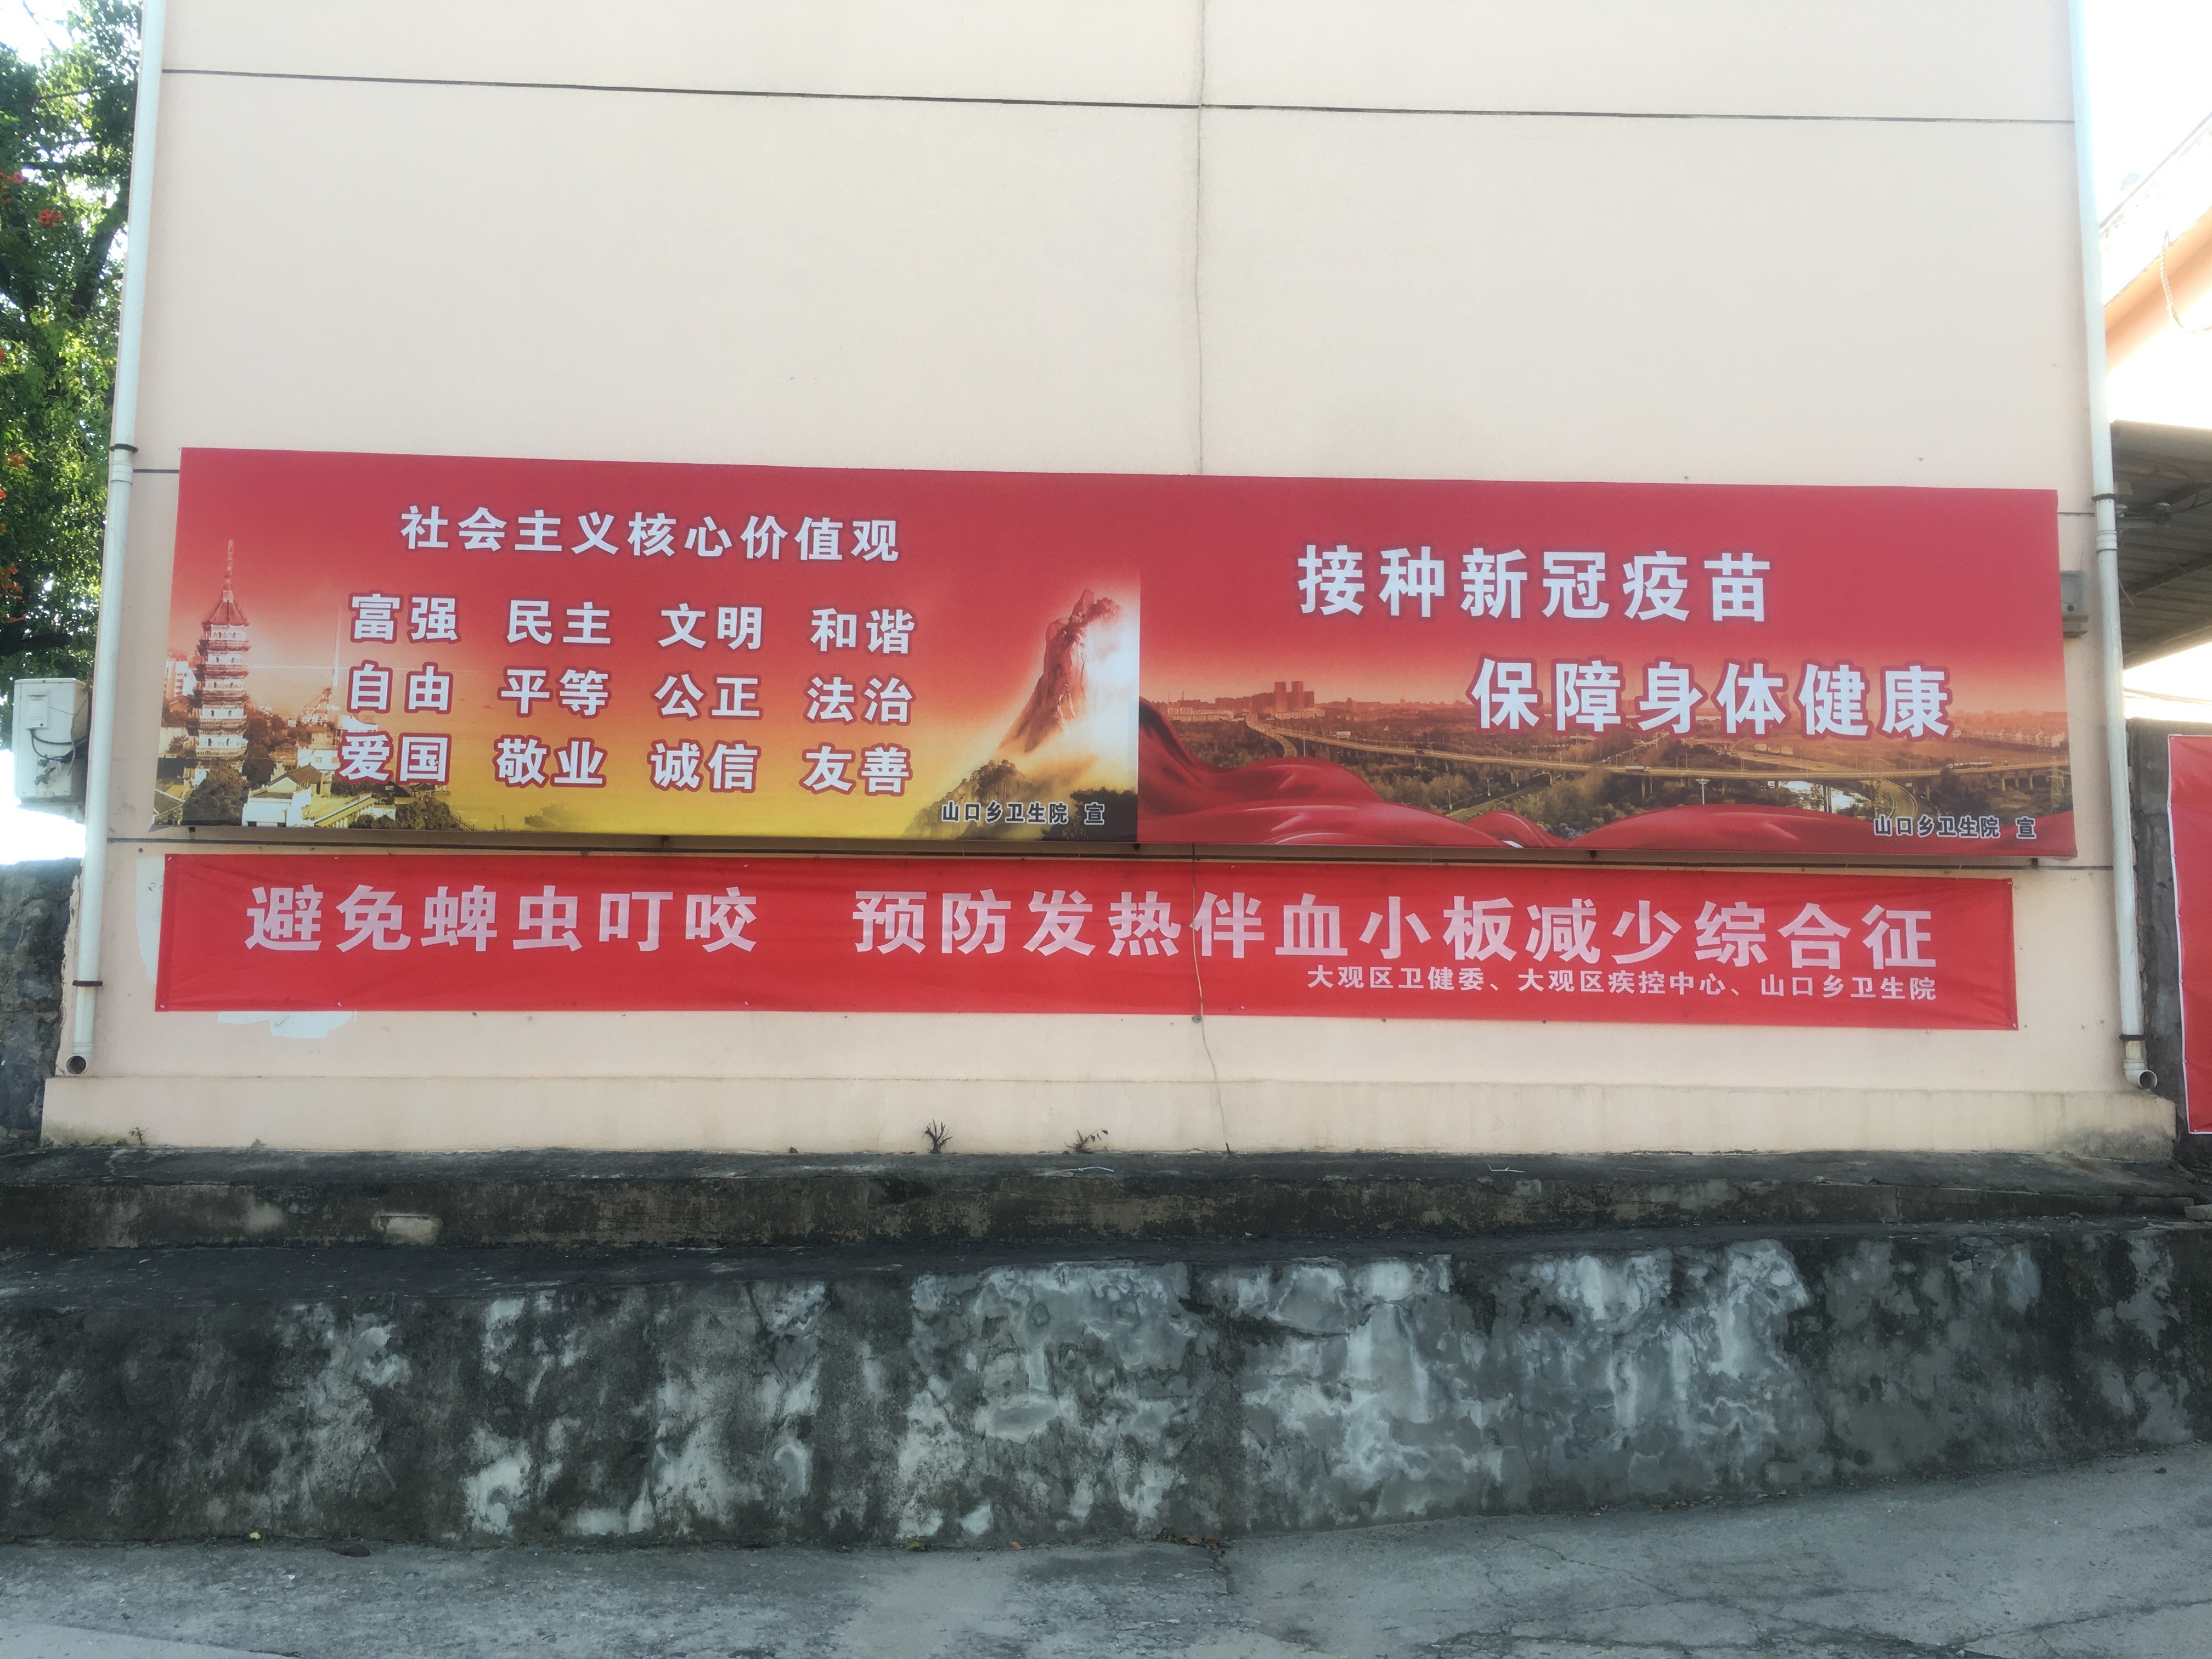 社会主义核心价值观
富强 民主 文明 和谐
自由 平等 公正 法治
爱国 敬业 诚信 友善
山口乡卫生院 宣
接种新冠疫苗
保障身体健康
山口乡卫生院 宣
避免蜱虫叮咬 预防发热伴血小板减少综合征
大观区卫健委、大观区疾控中心、山口乡卫生院